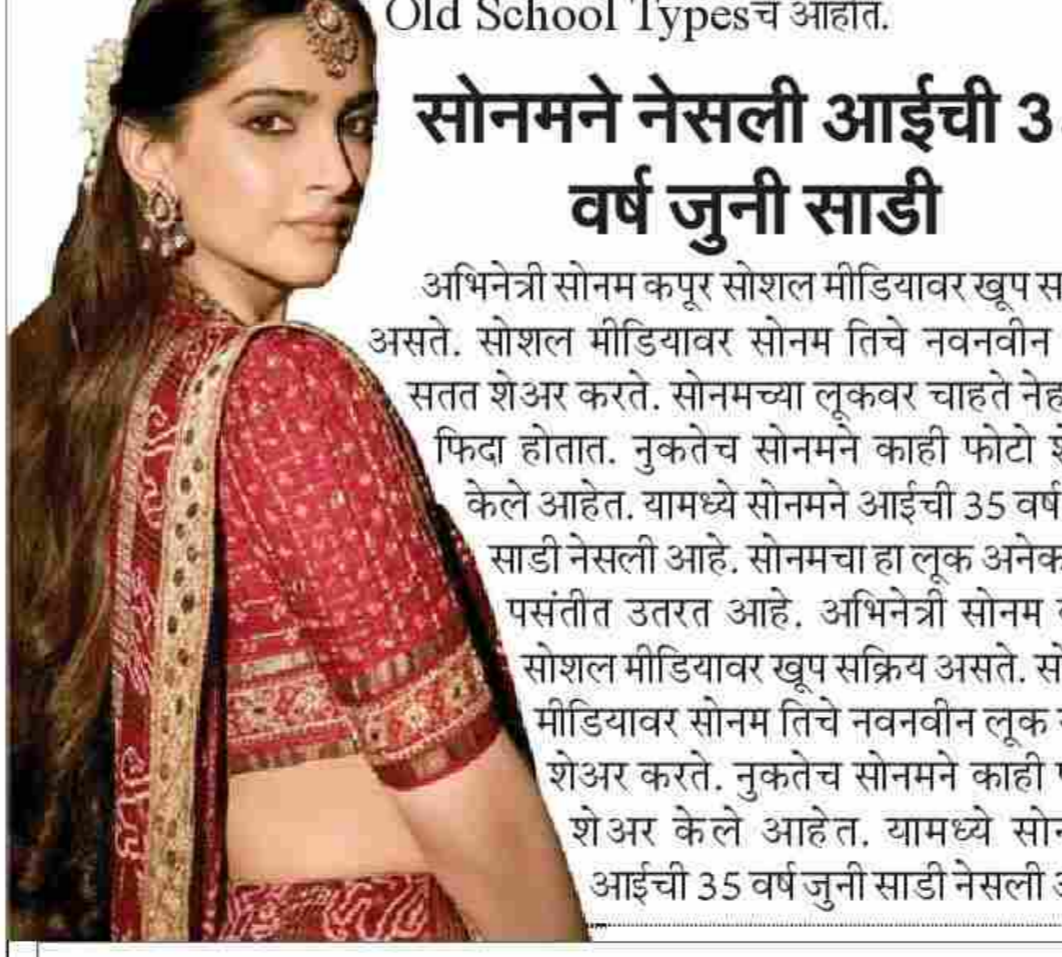 Old School Typesच आहात.
सोनमने नेसली आईची 3
वर्ष जुनी साडी
अभिनेत्री सोनम कपूर सोशल मीडियावर खूप स
असते. सोशल मीडियावर सोनम तिचे नवनवीन
सतत शेअर करते. सोनमच्या लूकवर चाहते नेह
फिदा होतात. नुकतेच सोनमने काही फोटो
केले आहेत. यामध्ये सोनमने आईची 35 वर्ष
साडी नेसली आहे. सोनमचा हा लूक अनेक
पसंतीत उतरत आहे. अभिनेत्री सोनम
सोशल मीडियावर खूप सक्रिय असते. सो
मीडियावर सोनम तिचे नवनवीन लूक
शेअर करते. नुकतेच सोनमने काही
शेअर केले आहेत. यामध्ये सोन
आईची 35 वर्ष जुनी साडी नेसली